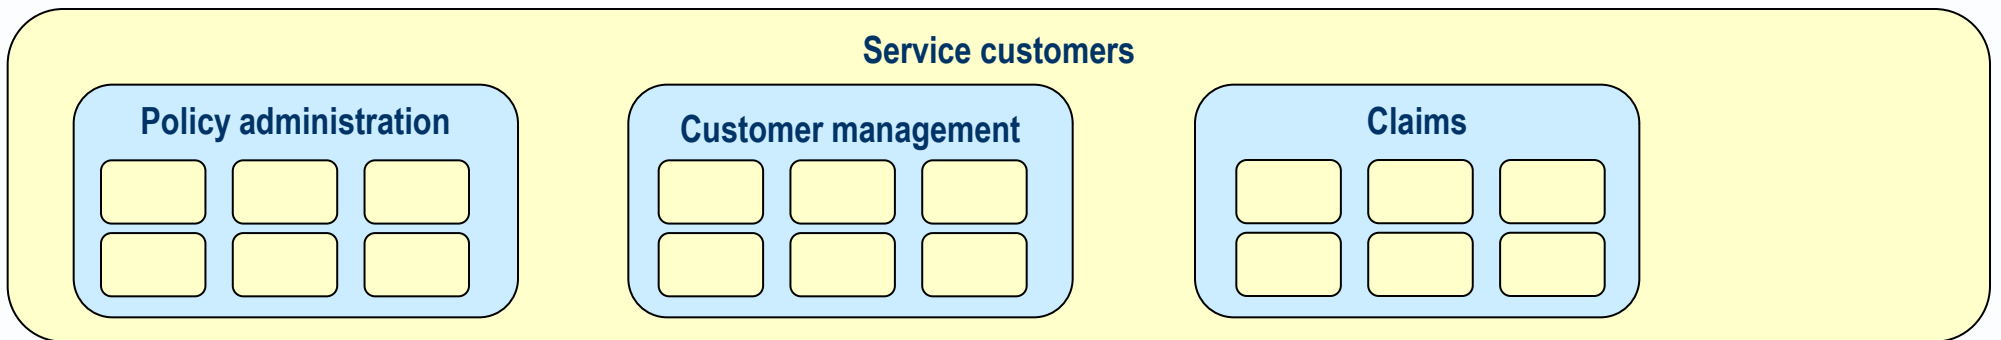 Service customers
Policy administration
Customer management
Claims